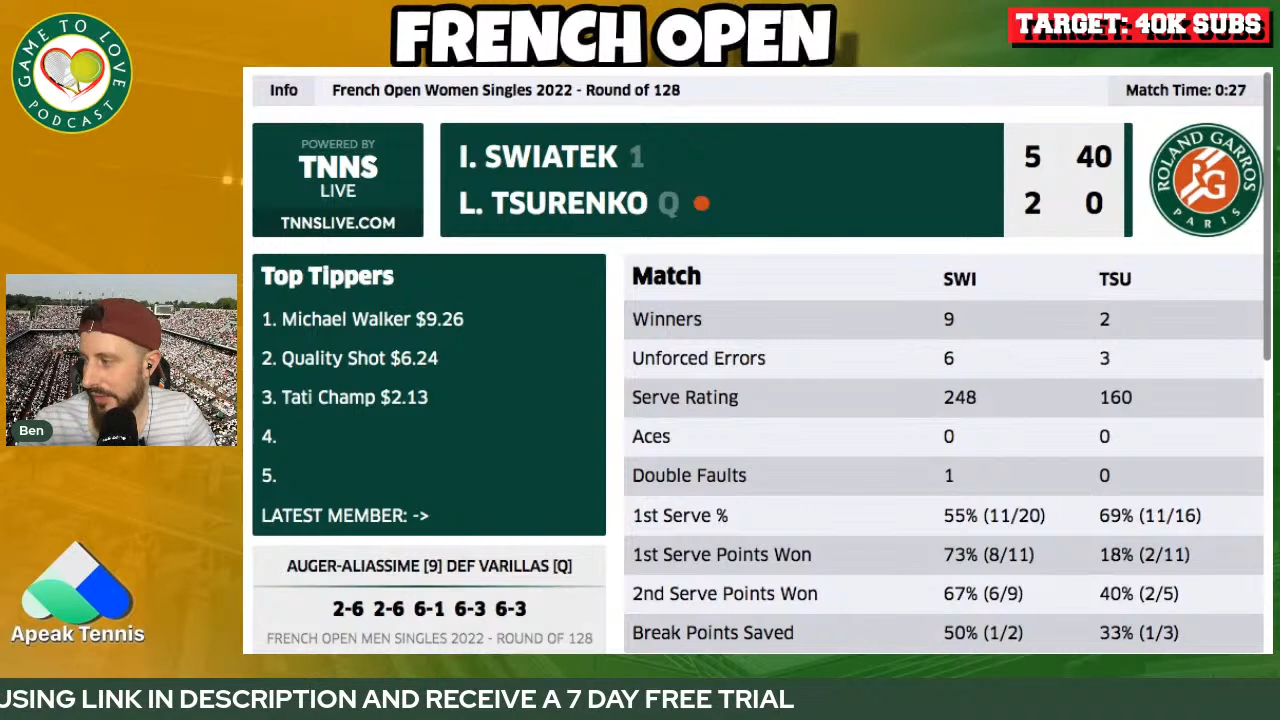 FRENCH OPEN
TARGET: 40K SUBS
GAME TO LOVE
PODCAST
Info
French Open Women Singles 2022 - Round of 128
Match Time: 0:27
POWERED BY
TNNS
LIVE
TNNSLIVE.COM
I. SWIATEK 1 5 40
L. TSURENKO Q 2 0
ROLAND GARROS
RG
PARIS
Top Tippers
1. Michael Walker $9.26
2. Quality Shot $6.24
3. Tati Champ $2.13
4.
5.
LATEST MEMBER: ->
Match SWI TSU
Winners 9 2
Unforced Errors 6 3
Serve Rating 248 160
Aces 0 0
Double Faults 1 0
1st Serve % 55% (11/20) 69% (11/16)
1st Serve Points Won 73% (8/11) 18% (2/11)
2nd Serve Points Won 67% (6/9) 40% (2/5)
Break Points Saved 50% (1/2) 33% (1/3)
Ben
AUGER-ALIASSIME [9] DEF VARILLAS [Q]
2-6 2-6 6-1 6-3 6-3
FRENCH OPEN MEN SINGLES 2022 - ROUND OF 128
Apeak Tennis
USING LINK IN DESCRIPTION AND RECEIVE A 7 DAY FREE TRIAL